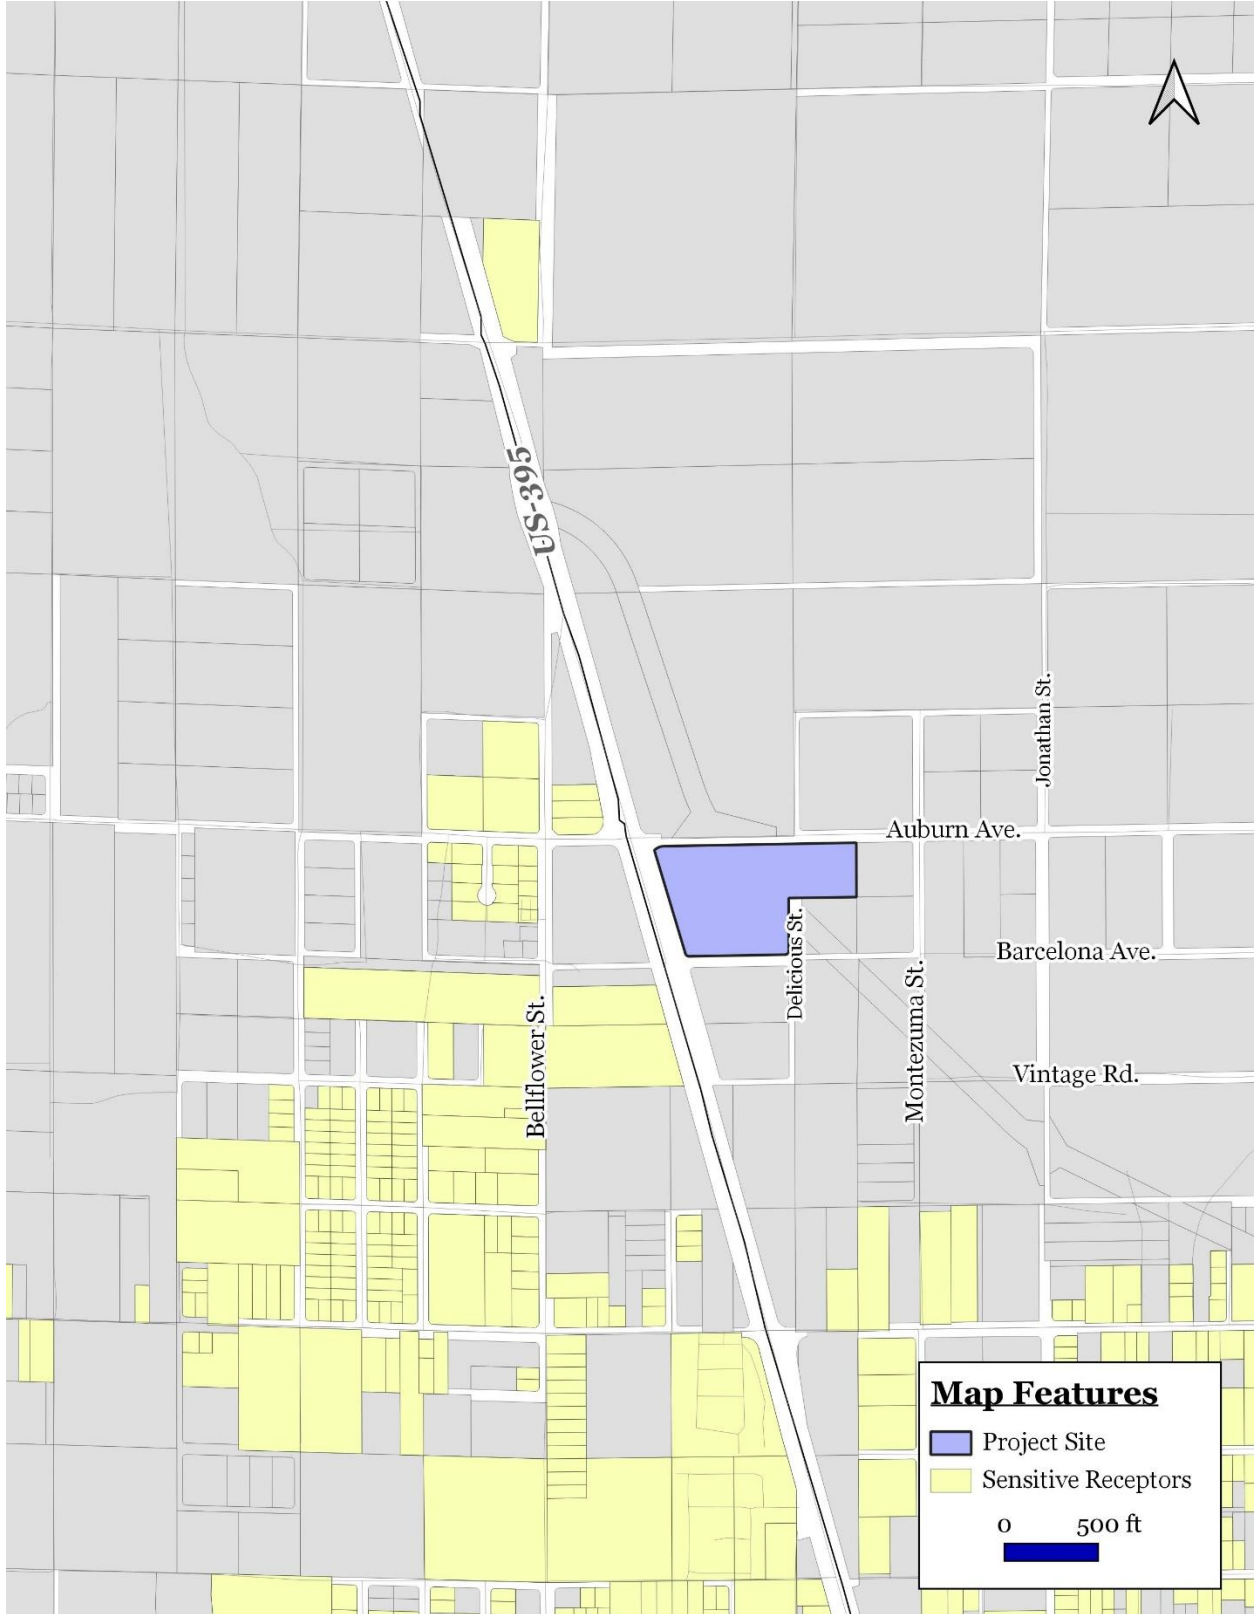 US-395
Jonathan St.
Auburn Ave.
Delicious St.
Barcelona Ave.
Bellflower St.
Montezuma St.
Vintage Rd.
Map Features
Project Site
Sensitive Receptors
0 500 ft